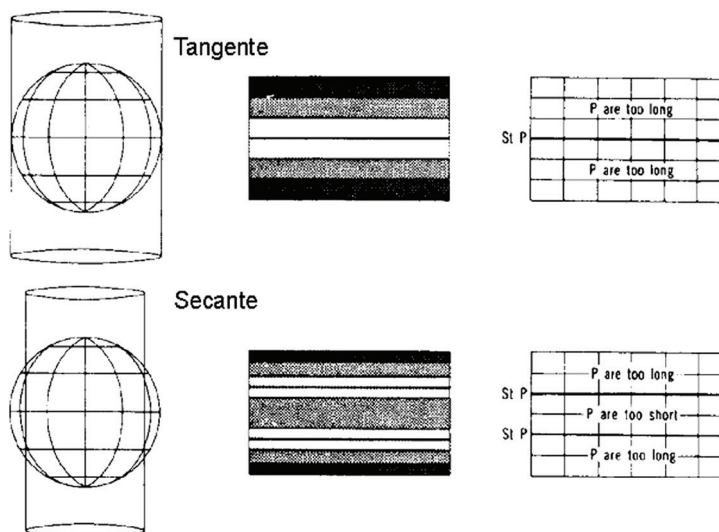 Tangente
P are too long
St P
P are too long
Secante
P are too long
St P
P are too short
St P
P are too long